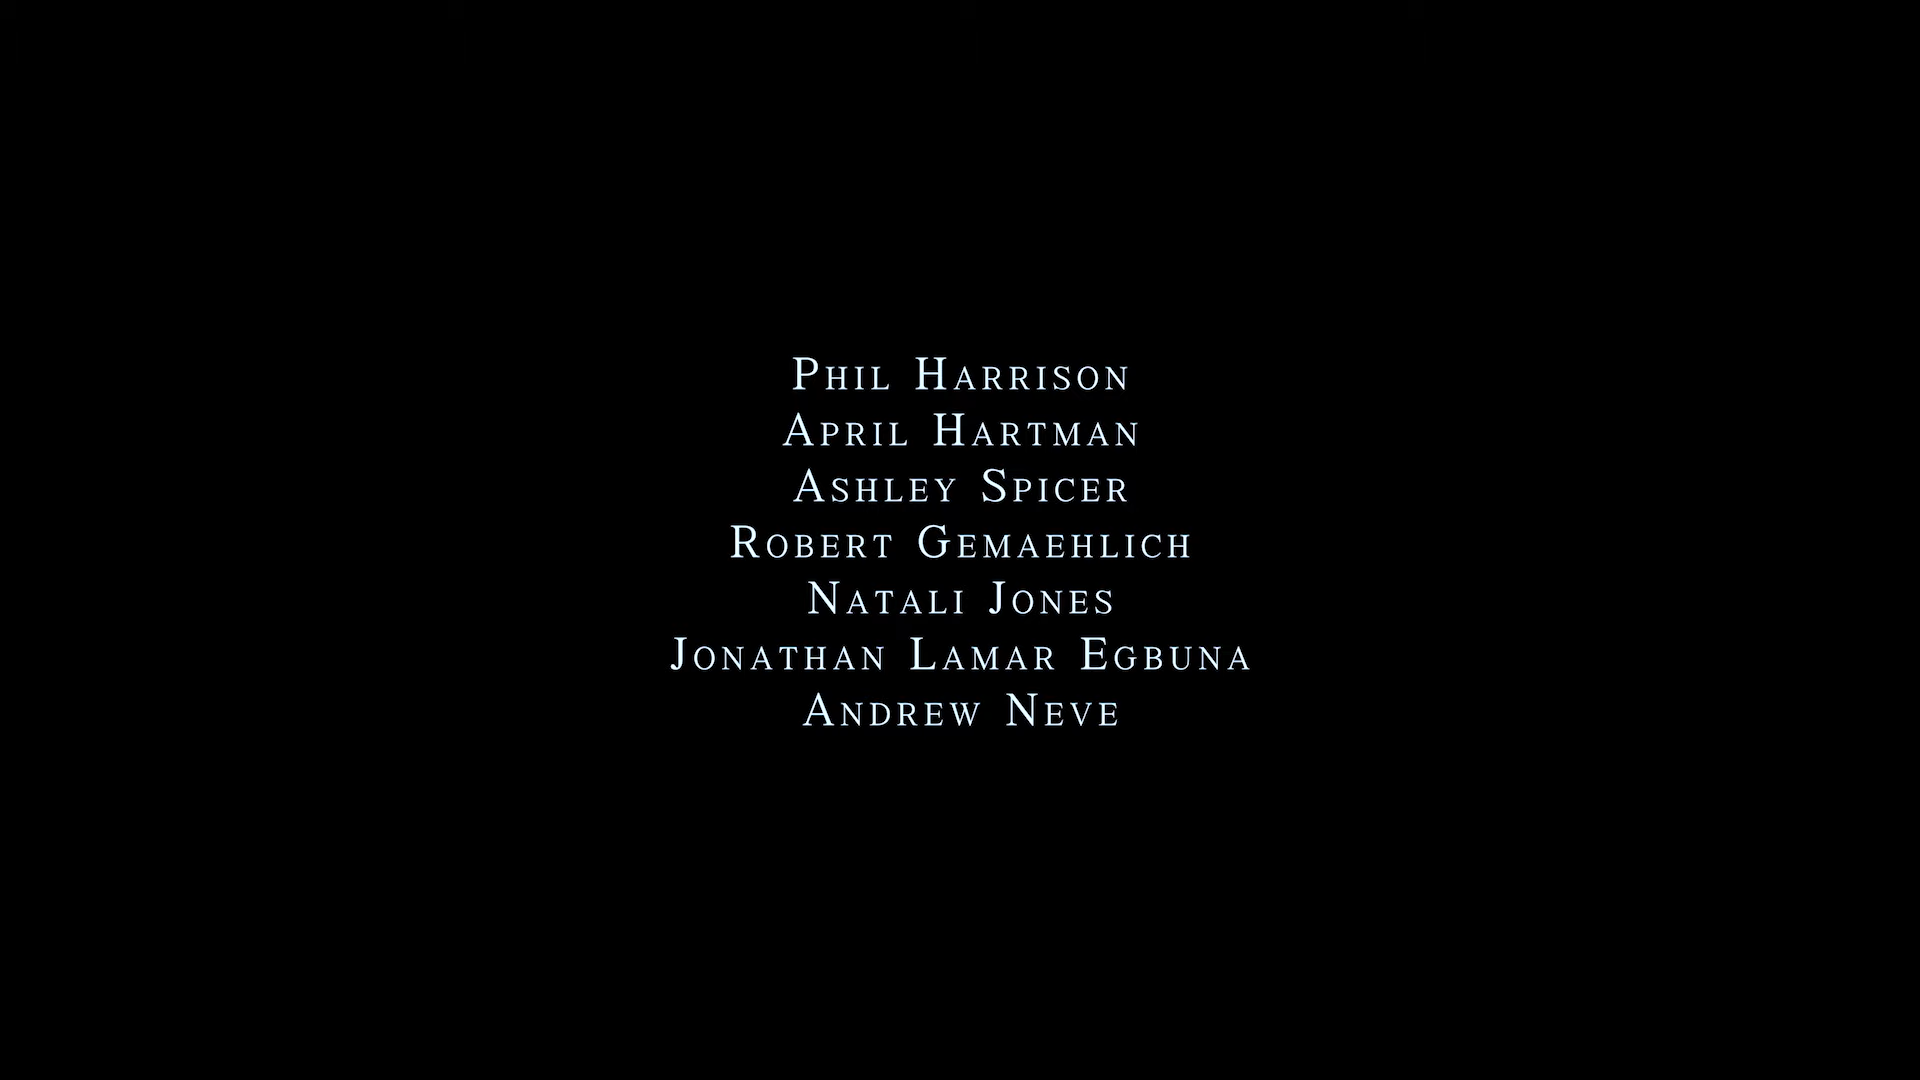 Phil Harrison
April Hartman
Ashley Spicer
Robert Gemaehlich
Natali Jones
Jonathan Lamar Egbuna
Andrew Neve